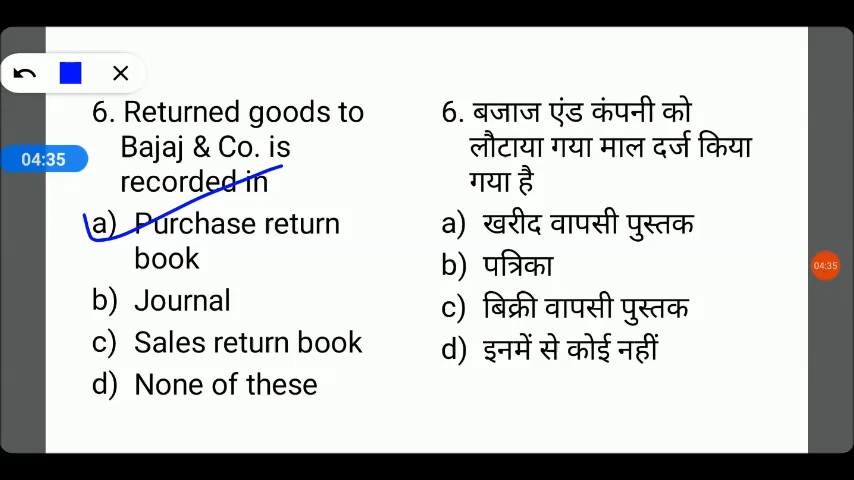 6. Returned goods to
Bajaj & Co. is
recorded in
a) Purchase return
book
b) Journal
c) Sales return book
d) None of these
6. बजाज एंड कंपनी को
लौटाया गया माल दर्ज किया
गया है
a) खरीद वापसी पुस्तक
b) पत्रिका
c) बिक्री वापसी पुस्तक
d) इनमें से कोई नहीं
04:35
04:35